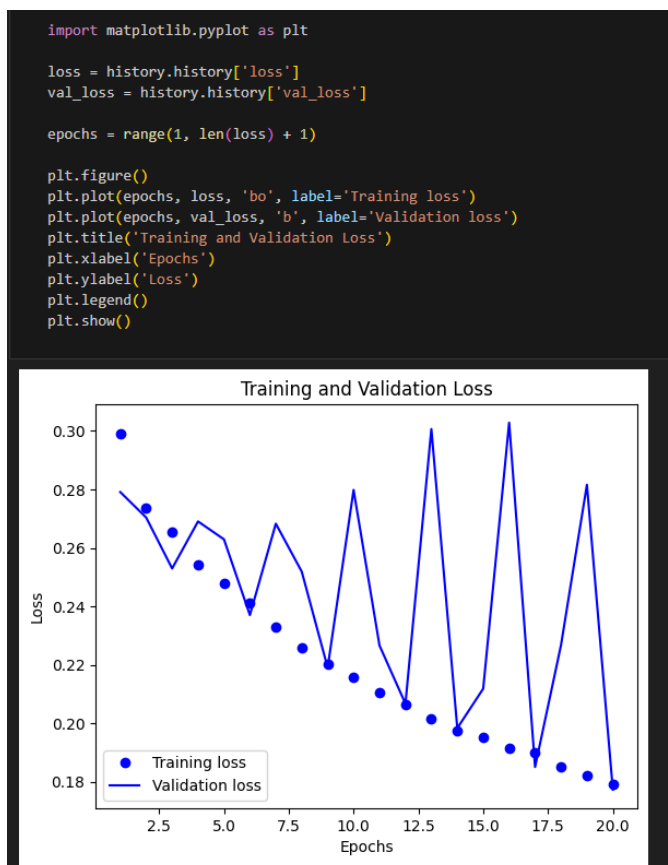 import matplotlib.pyplot as plt
loss = history.history['loss']
val_loss = history.history['val_loss']
epochs = range(1, len(loss) + 1)
plt.figure()
plt.plot(epochs, loss, 'bo', label='Training loss')
plt.plot(epochs, val_loss, 'b', label='Validation loss')
plt.title('Training and Validation Loss')
plt.xlabel('Epochs')
plt.ylabel('Loss')
plt.legend()
plt.show()
Training and Validation Loss
0.30
0.28
0.26
0.24
0.22
0.20
0.18
Loss
Training loss
Validation loss
2.5 5.0 7.5 10.0 12.5 15.0 17.5 20.0
Epochs